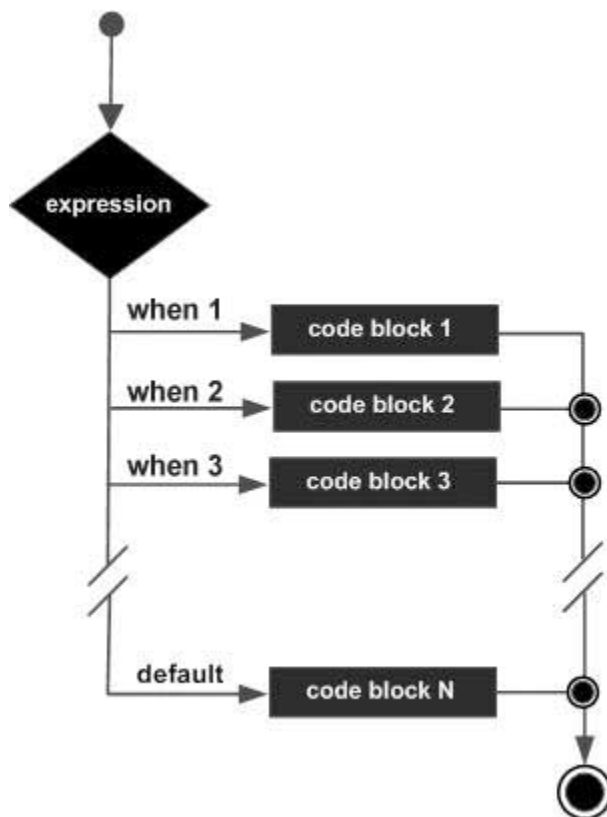 expression
when 1
code block 1
when 2
code block 2
when 3
code block 3
default
code block N